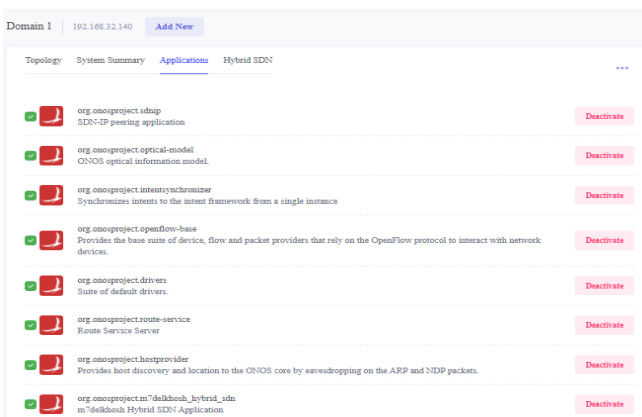 Domain 1 192.168.32.140 Add New
Topology System Summary Applications Hybrid SDN
org.onosproject.sdnip
SDN-IP peering application
Deactivate
org.onosproject.optical-model
ONOS optical information model.
Deactivate
org.onosproject.intentsynchronizer
Synchronizes intents to the intent framework from a single instance
Deactivate
org.onosproject.openflow-base
Provides the base suite of device, flow and packet providers that rely on the OpenFlow protocol to interact with network
devices.
Deactivate
org.onosproject.drivers
Suite of default drivers.
Deactivate
org.onosproject.route-service
Route Service Server
Deactivate
org.onosproject.hostprovider
Provides host discovery and location to the ONOS core by eavesdropping on the ARP and NDP packets.
Deactivate
org.onosproject.m7delkhosh_hybrid_sdn
m7delkhosh Hybrid SDN Application
Deactivate